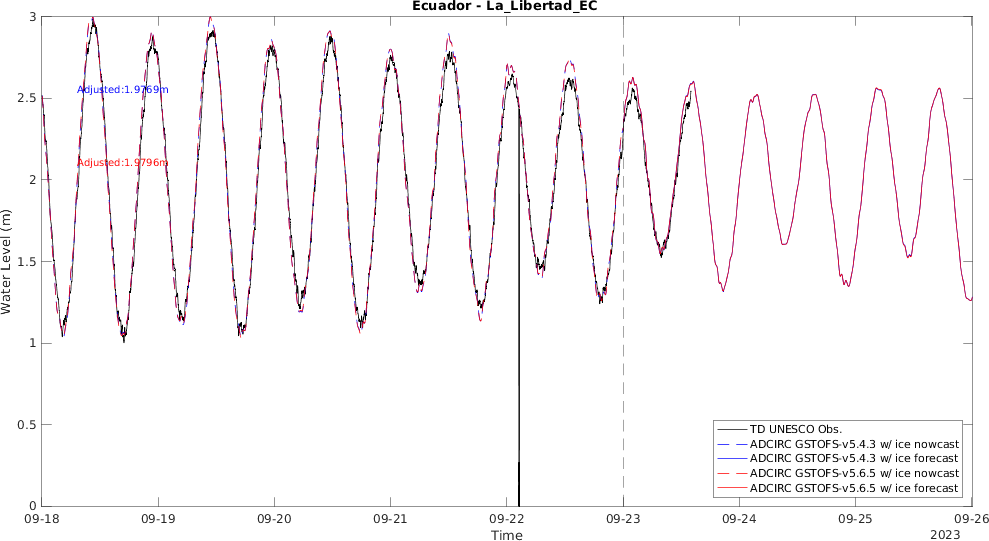 Ecuador - La_Libertad_EC
3
2.5
2
1.5
1
0.5
0
Water Level (m)
Adjusted:1.9769m
Adjusted:1.9796m
TD UNESCO Obs.
ADCIRC GSTOFS-v5.4.3 w/ ice nowcast
ADCIRC GSTOFS-v5.4.3 w/ ice forecast
ADCIRC GSTOFS-v5.6.5 w/ ice nowcast
ADCIRC GSTOFS-v5.6.5 w/ ice forecast
09-18 09-19 09-20 09-21 09-22 09-23 09-24 09-25 09-26
Time
2023